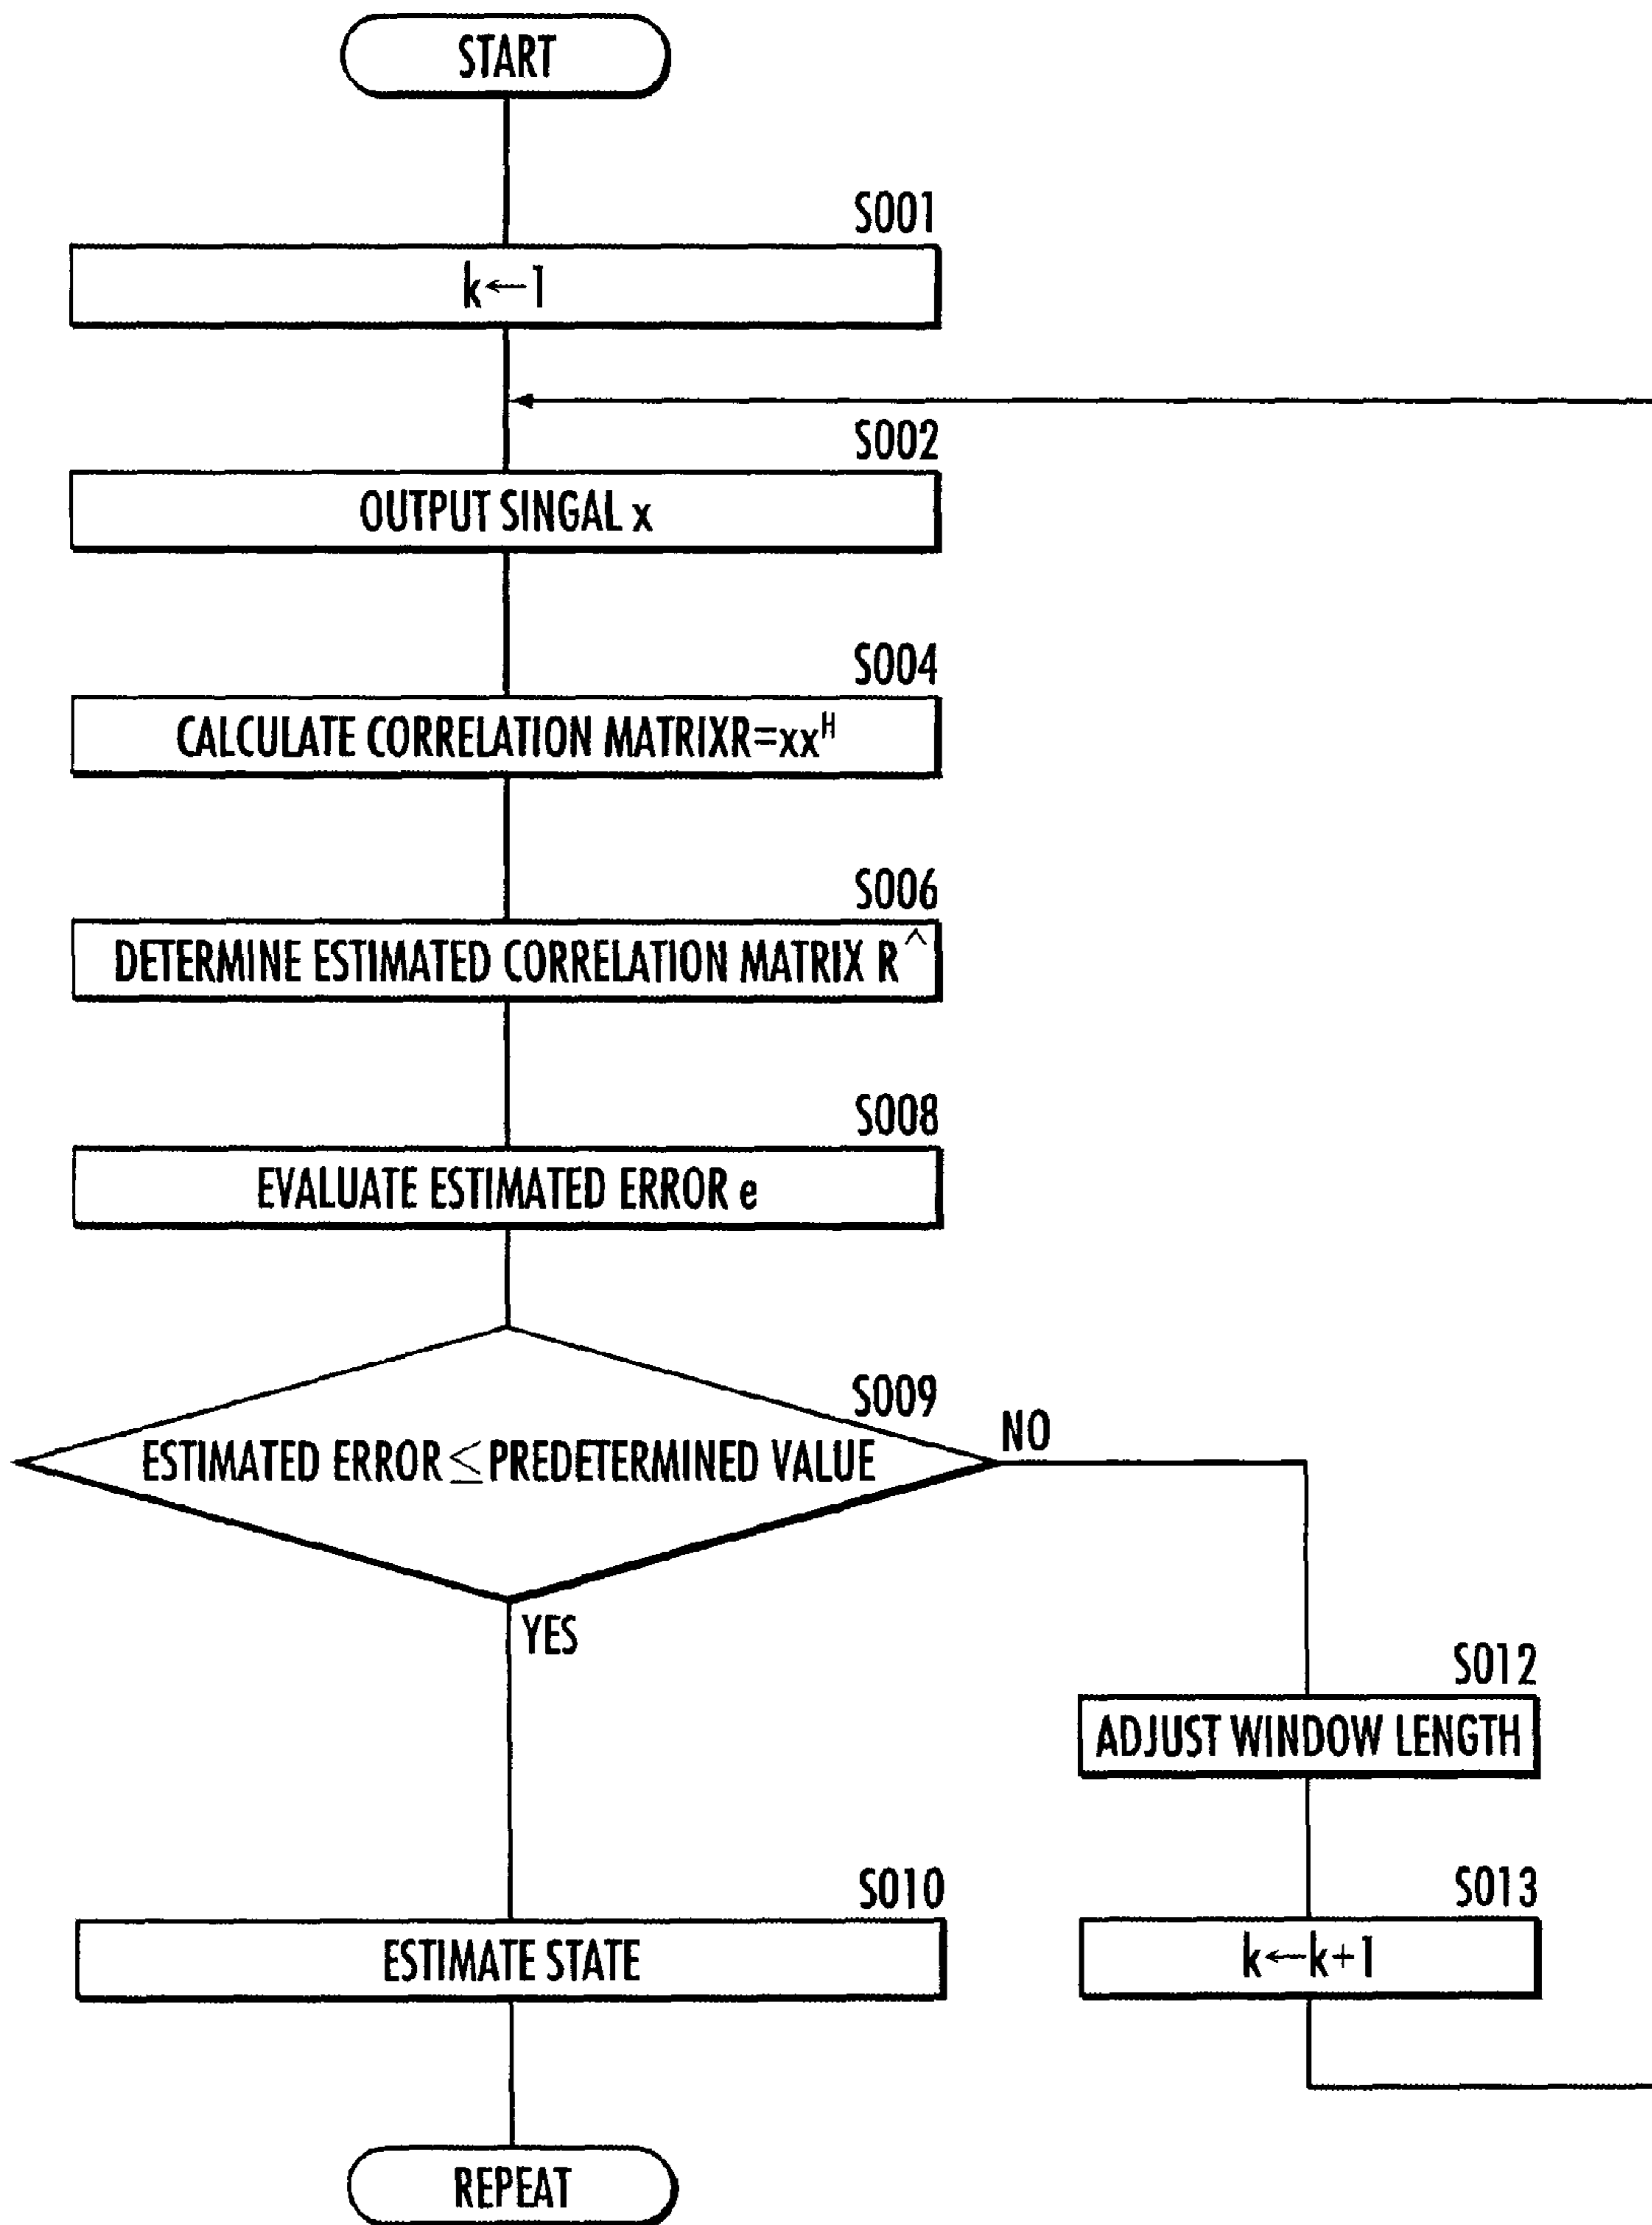 START
S001
k←1
S002
OUTPUT SINGAL x
S004
CALCULATE CORRELATION MATRIXR=xx^H
S006
DETERMINE ESTIMATED CORRELATION MATRIX R^
S008
EVALUATE ESTIMATED ERROR e
S009
ESTIMATED ERROR≤PREDETERMINED VALUE
NO
YES
S012
ADJUST WINDOW LENGTH
S010
ESTIMATE STATE
S013
k←k+1
REPEAT